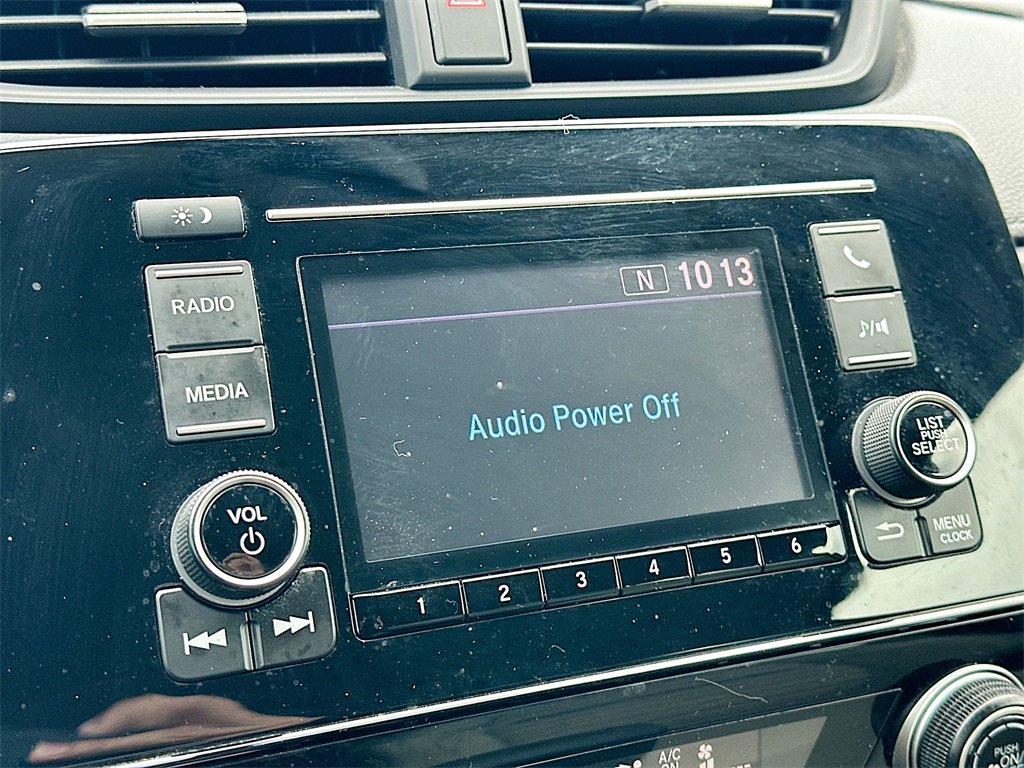 N 10 13
RADIO
MEDIA
Audio Power Off
VOL
LIST
PUSH
SELECT
MENU
CLOCK
1 2 3 4 5 6
A/C
ON
PUSH
ON/